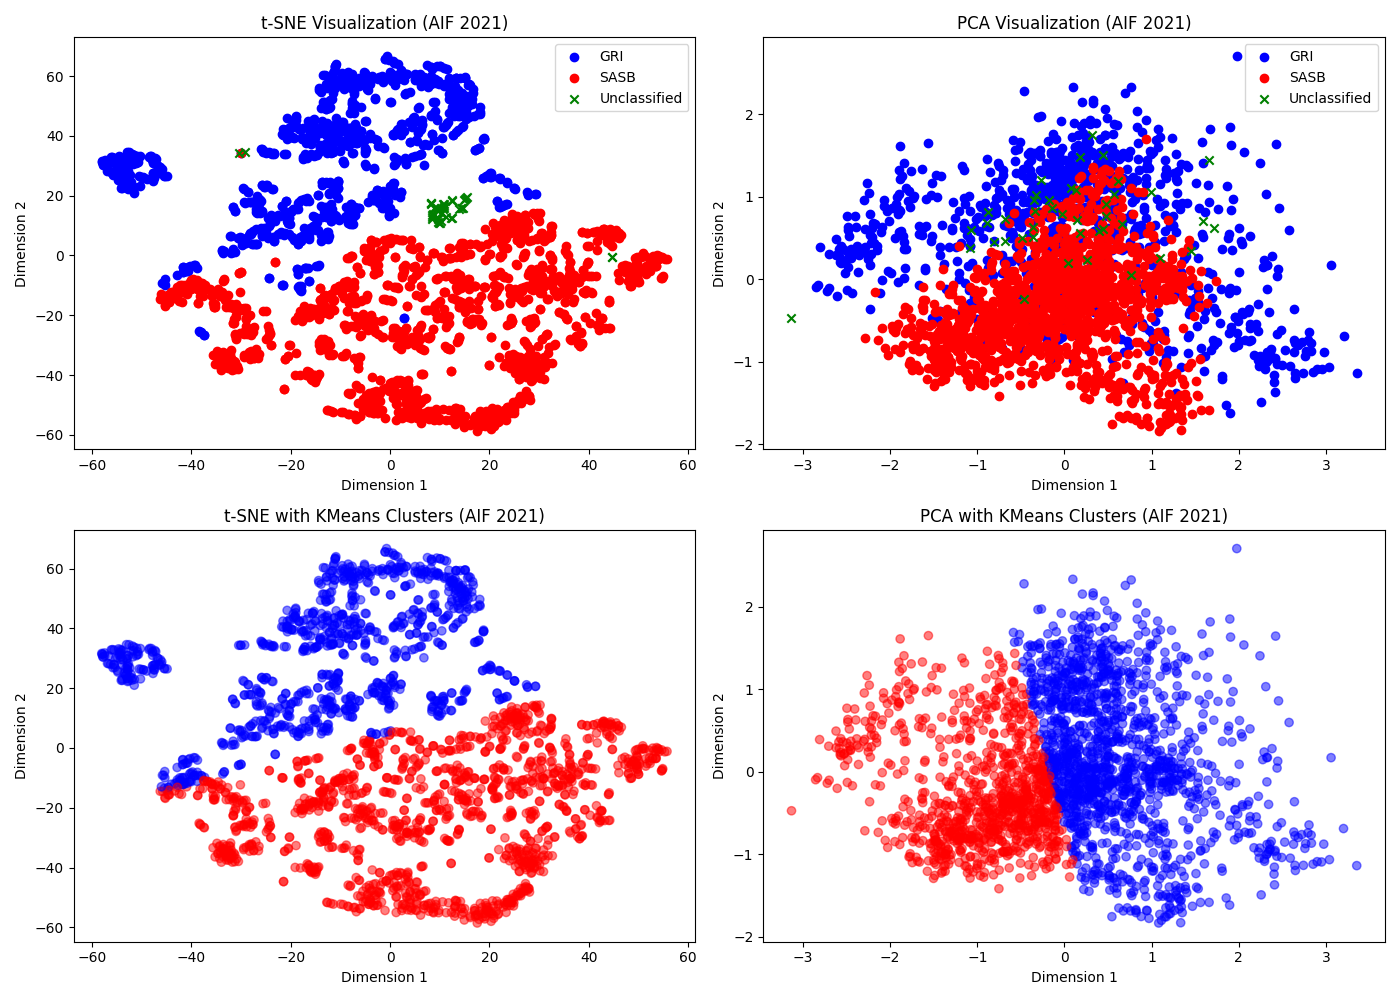 t-SNE Visualization (AIF 2021)
GRI
SASB
Unclassified
60
40
20
0
−20
−40
−60
Dimension 2
−60 −40 −20 0 20 40 60
Dimension 1
PCA Visualization (AIF 2021)
GRI
SASB
Unclassified
2
1
0
−1
−2
Dimension 2
−3 −2 −1 0 1 2 3
Dimension 1
t-SNE with KMeans Clusters (AIF 2021)
60
40
20
0
−20
−40
−60
Dimension 2
−60 −40 −20 0 20 40 60
Dimension 1
PCA with KMeans Clusters (AIF 2021)
2
1
0
−1
−2
Dimension 2
−3 −2 −1 0 1 2 3
Dimension 1